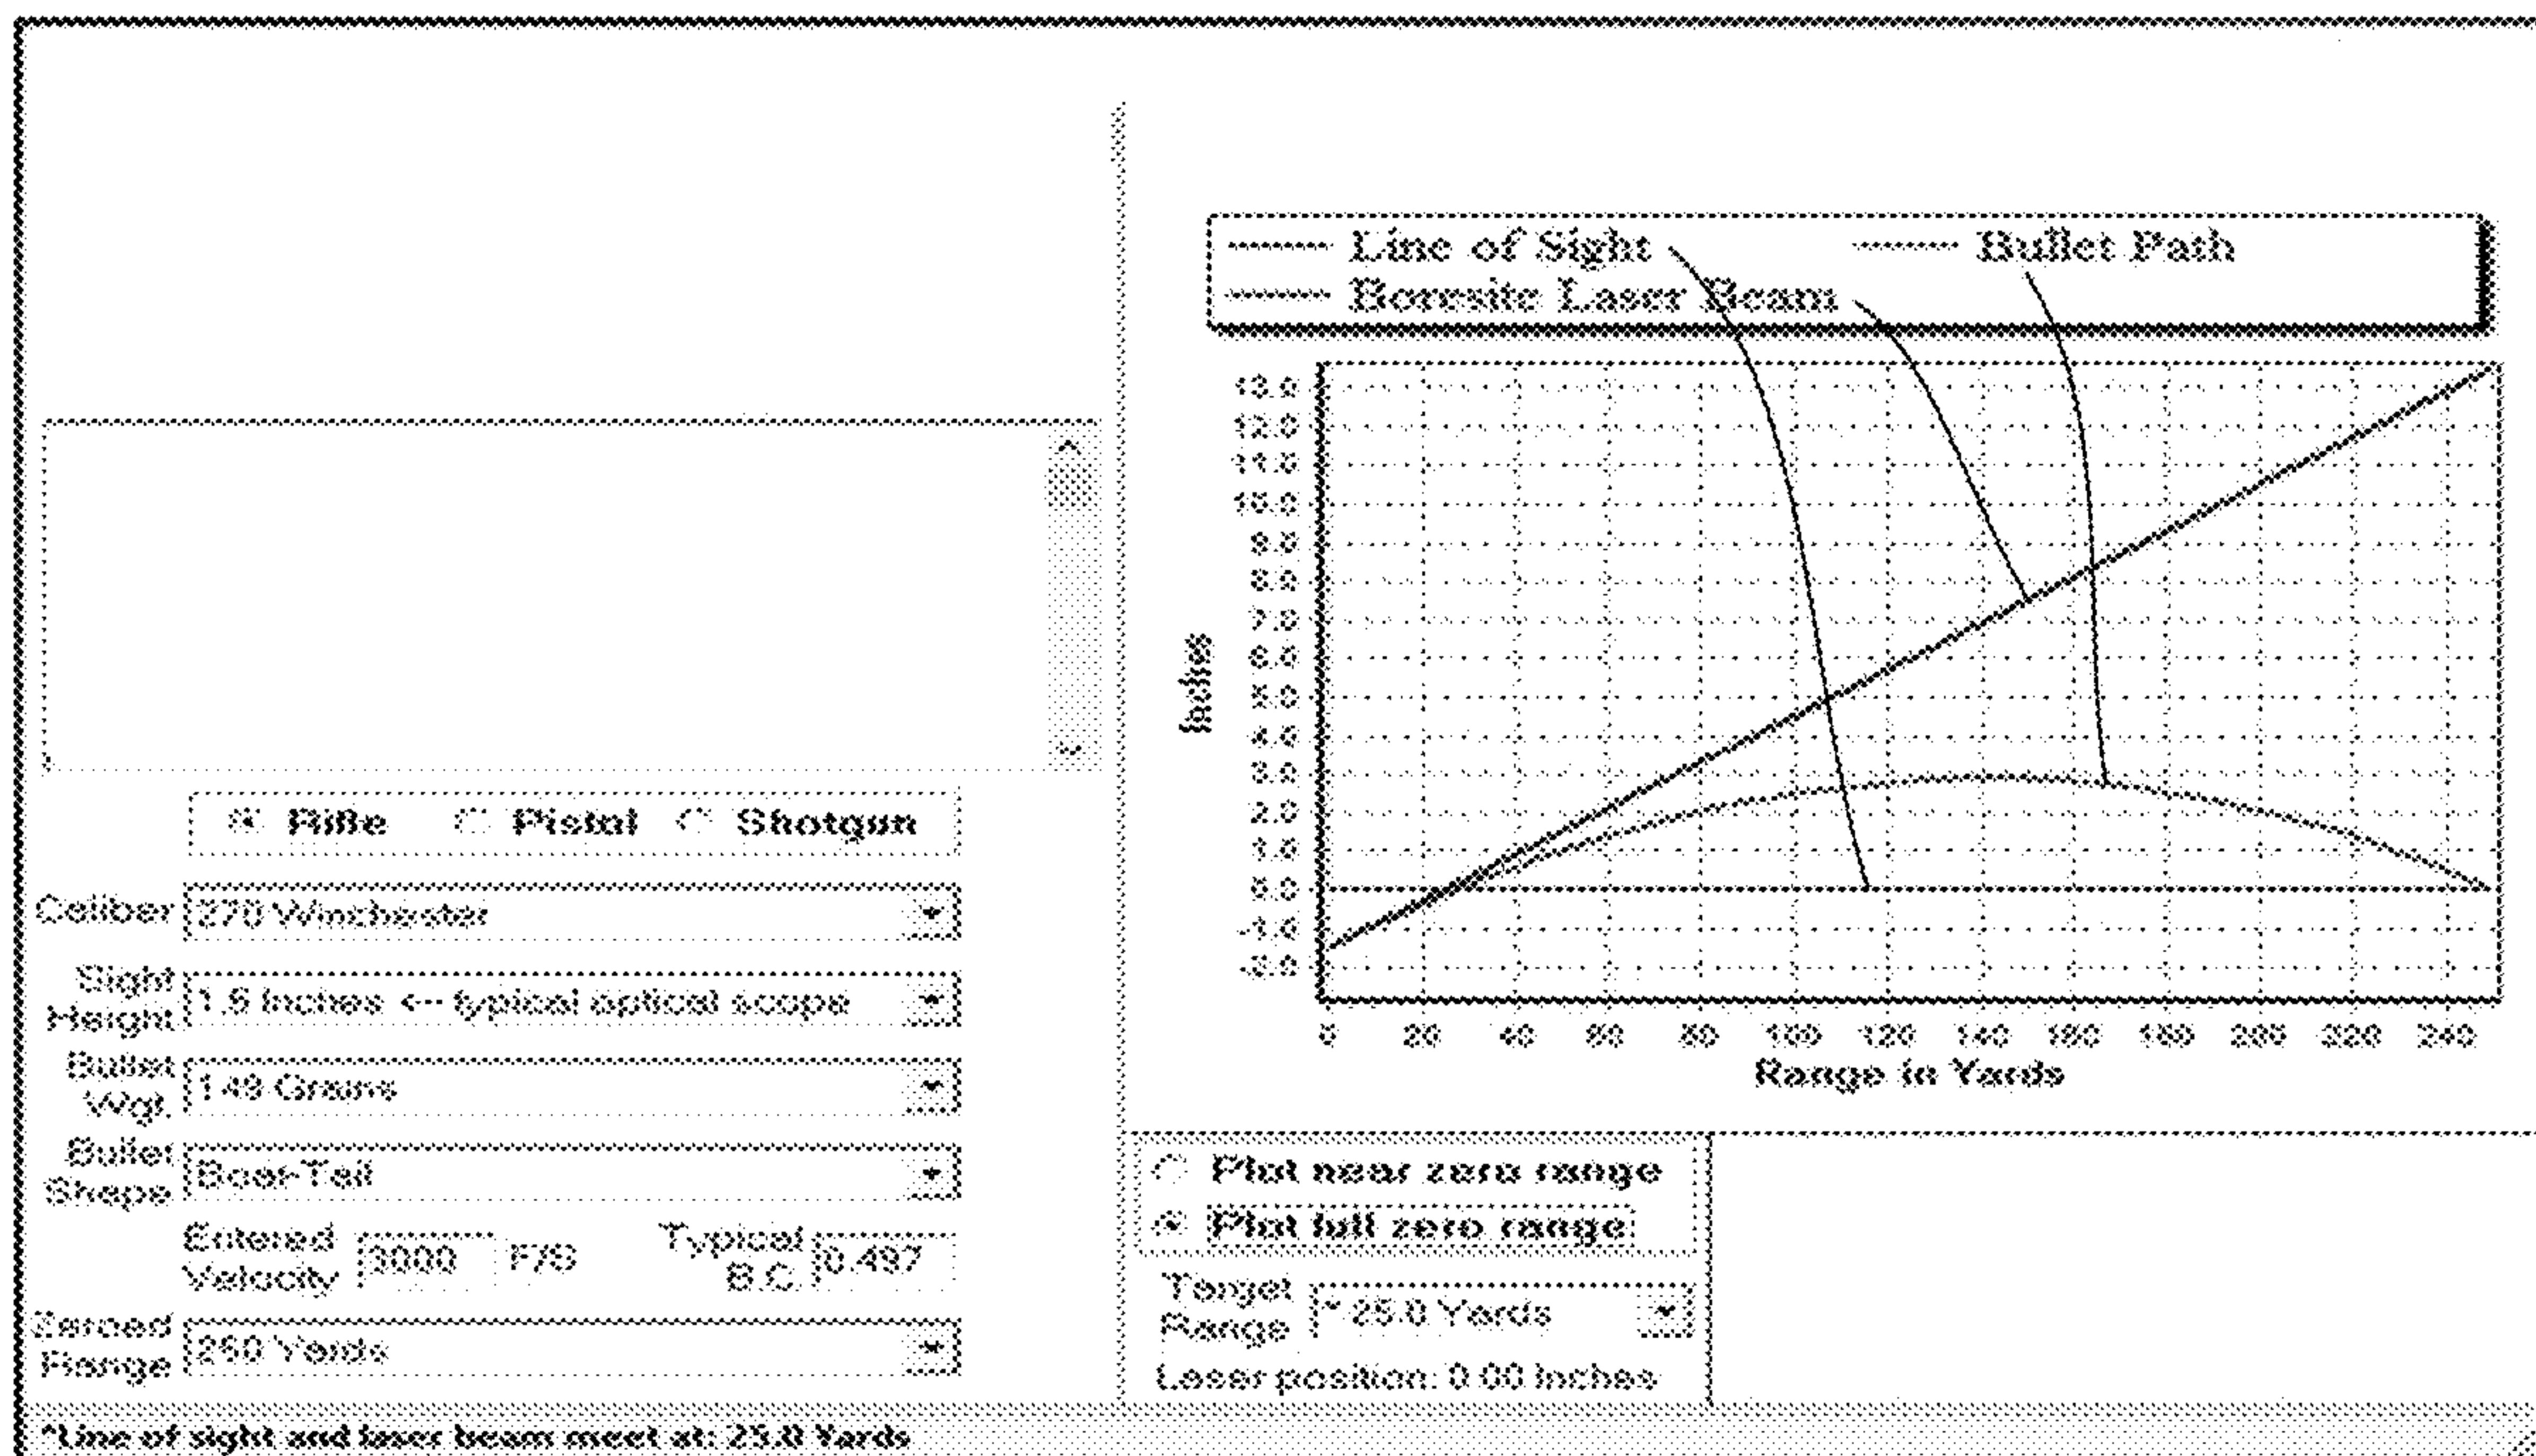 Line of Sight
Bullet Path
Boresite Laser Beam
13.0
12.0
11.0
10.0
9.0
8.0
7.0
6.0
5.0
4.0
3.0
2.0
1.0
0.0
-1.0
-2.0
Inches
0 20 40 60 80 100 120 140 160 180 200 220 240
Range in Yards
Rifle Pistol Shotgun
Caliber 270 Winchester
Sight
Height 1.5 Inches <-- typical optical scope
Bullet
Wgt. Grains
Bullet
Shape Boat-Tail
Entered
Velocity 3000 F/S
Typical
B.C. 0.497
Zeroed
Range 250 Yards
Plot near zero range
Plot full zero range
Target
Range * 25.0 Yards
Laser position: 0.00 Inches
*Line of sight and laser beam meet at: 25.0 Yards